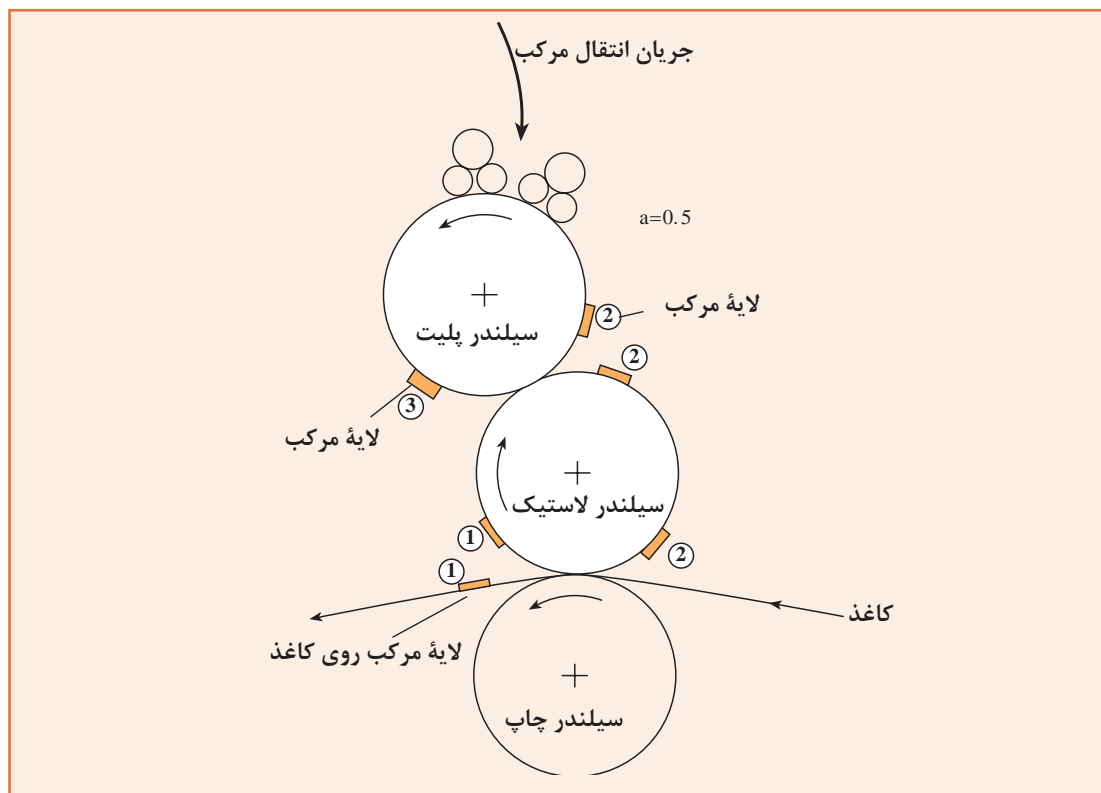 جریان انتقال مرکب
a=0.5
لایهٔ مرکب
2
سیلندر پلیت
2
3
لایهٔ مرکب
سیلندر لاستیک
1
2
1
کاغذ
لایهٔ مرکب روی کاغذ
سیلندر چاپ